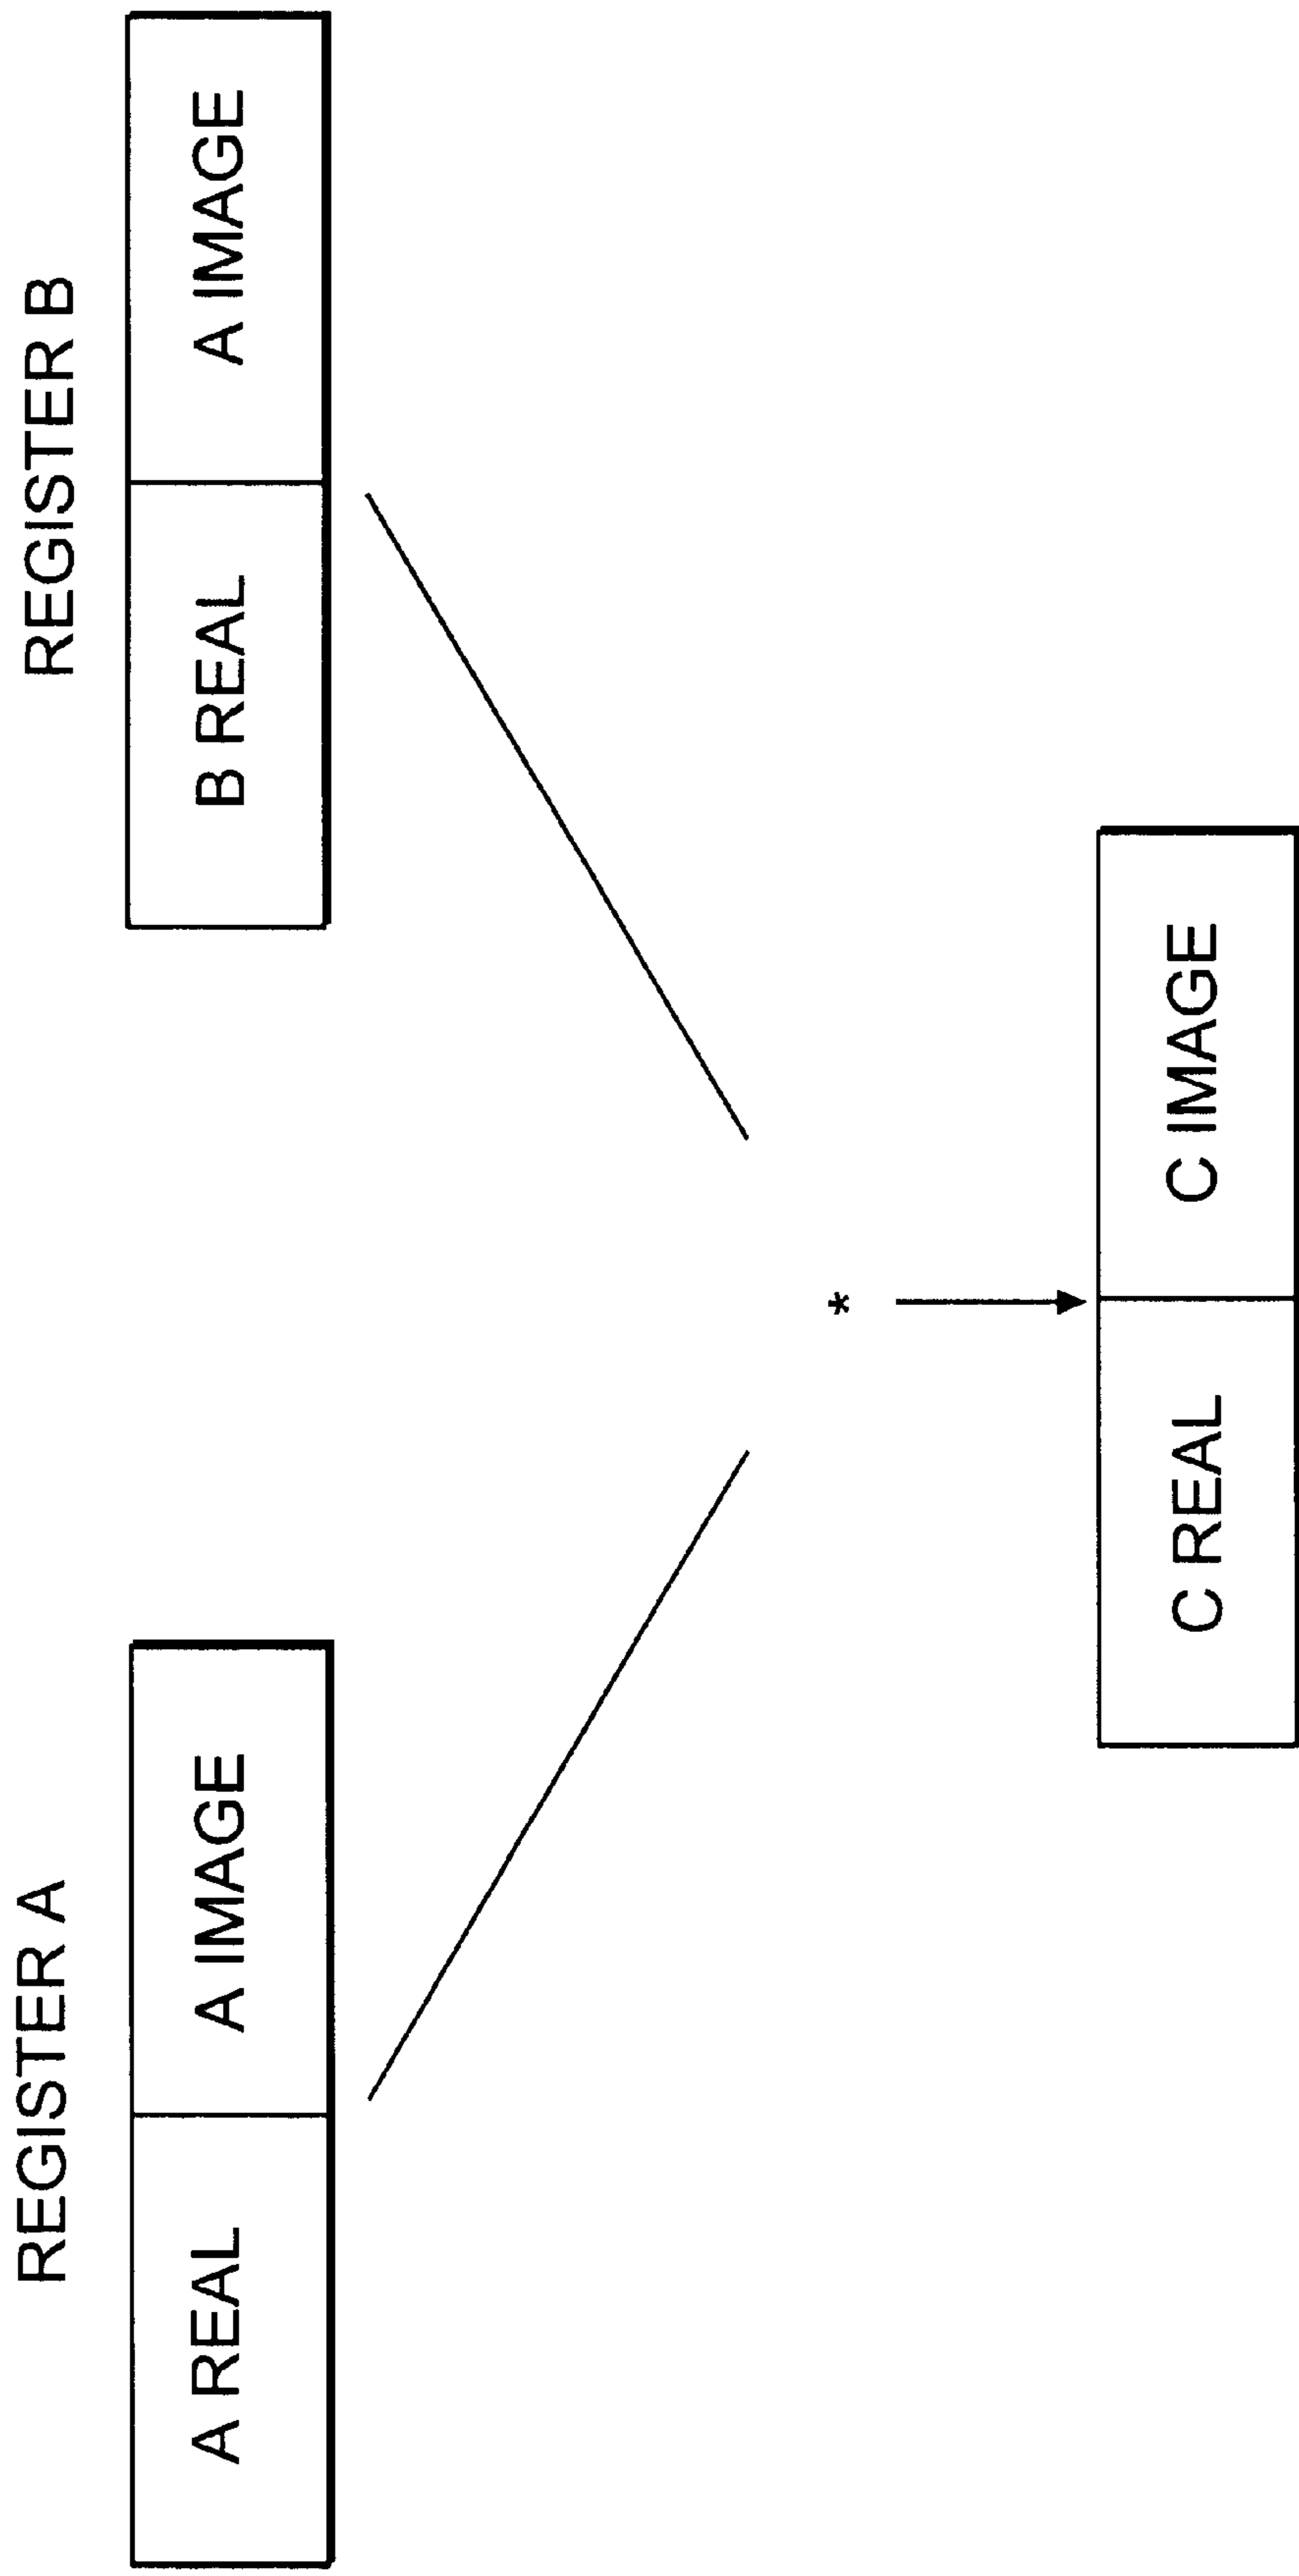 REGISTER A
A REAL
A IMAGE
REGISTER B
B REAL
A IMAGE
*
C REAL
C IMAGE